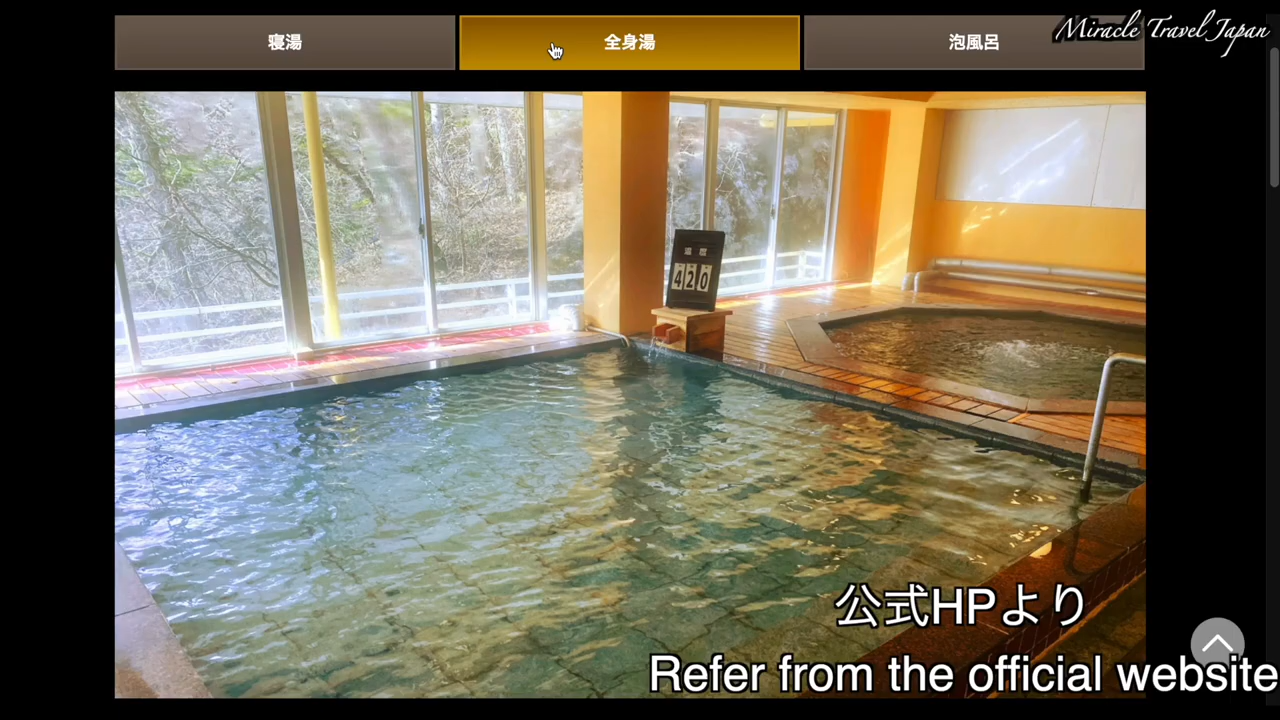 寝湯
全身湯
泡風呂
Miracle Travel Japan
420
公式HPより
Refer from the official website